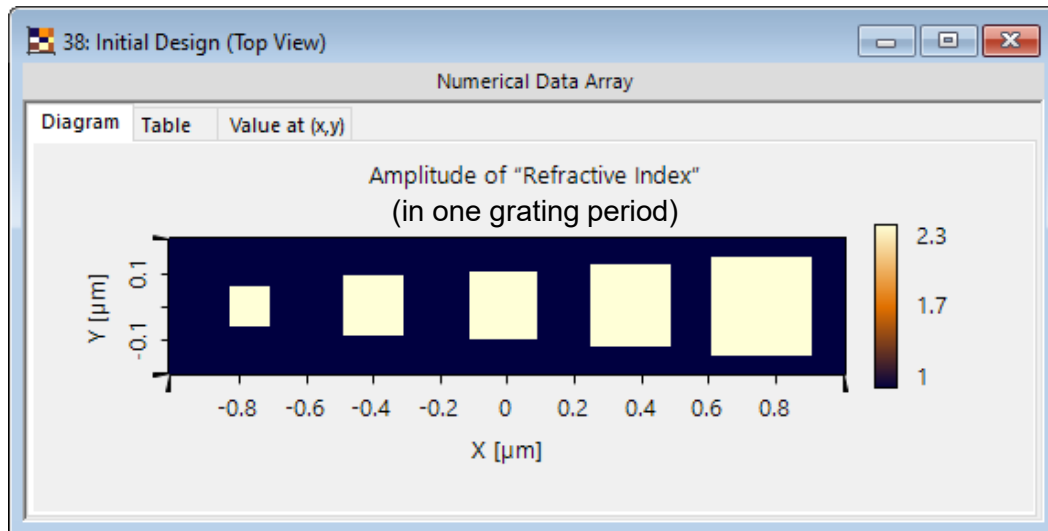 38: Initial Design (Top View)
Numerical Data Array
Diagram Table Value at (x,y)
Amplitude of “Refractive Index”
(in one grating period)
Y [µm]
0.1
-0.1
-0.8 -0.6 -0.4 -0.2 0 0.2 0.4 0.6 0.8
X [µm]
2.3
1.7
1